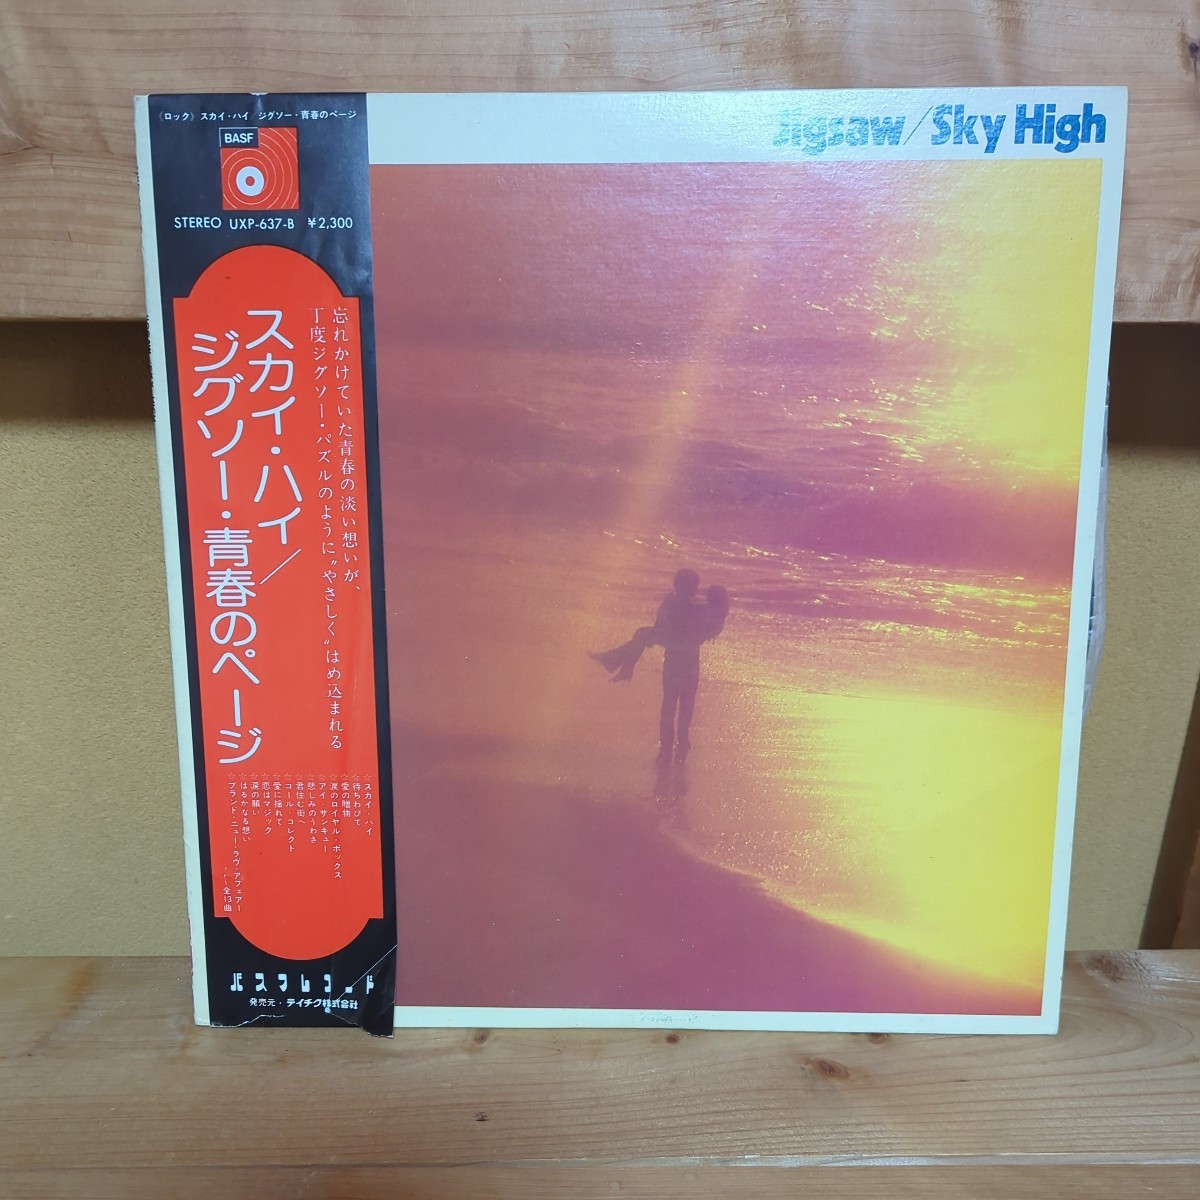 《ロック》スカイ・ハイ/ジグソー・青春のページ
BASF
STEREO UXP-637-B ¥2,300
Jigsaw/Sky High
忘れかけていた青春の淡い想いが、
丁度ジグソー・パズルのように〝やさしく〟はめ込まれる
スカイ・ハイ/
ジグソー・青春のページ
☆スカイ・ハイ
☆待ちわびて
☆愛の贈物
☆涙のロイヤル・ボックス
☆アイ・サンキュー
☆悲しみのうわさ
☆君住む街へ
☆コール・コレクト
☆愛に揺れて
☆恋はマジック
☆涙の願い
☆はるかなる想い
☆ブランド・ニュー・ラヴ・アフェアー
全13曲
バスフレコード
発売元・テイチク株式会社